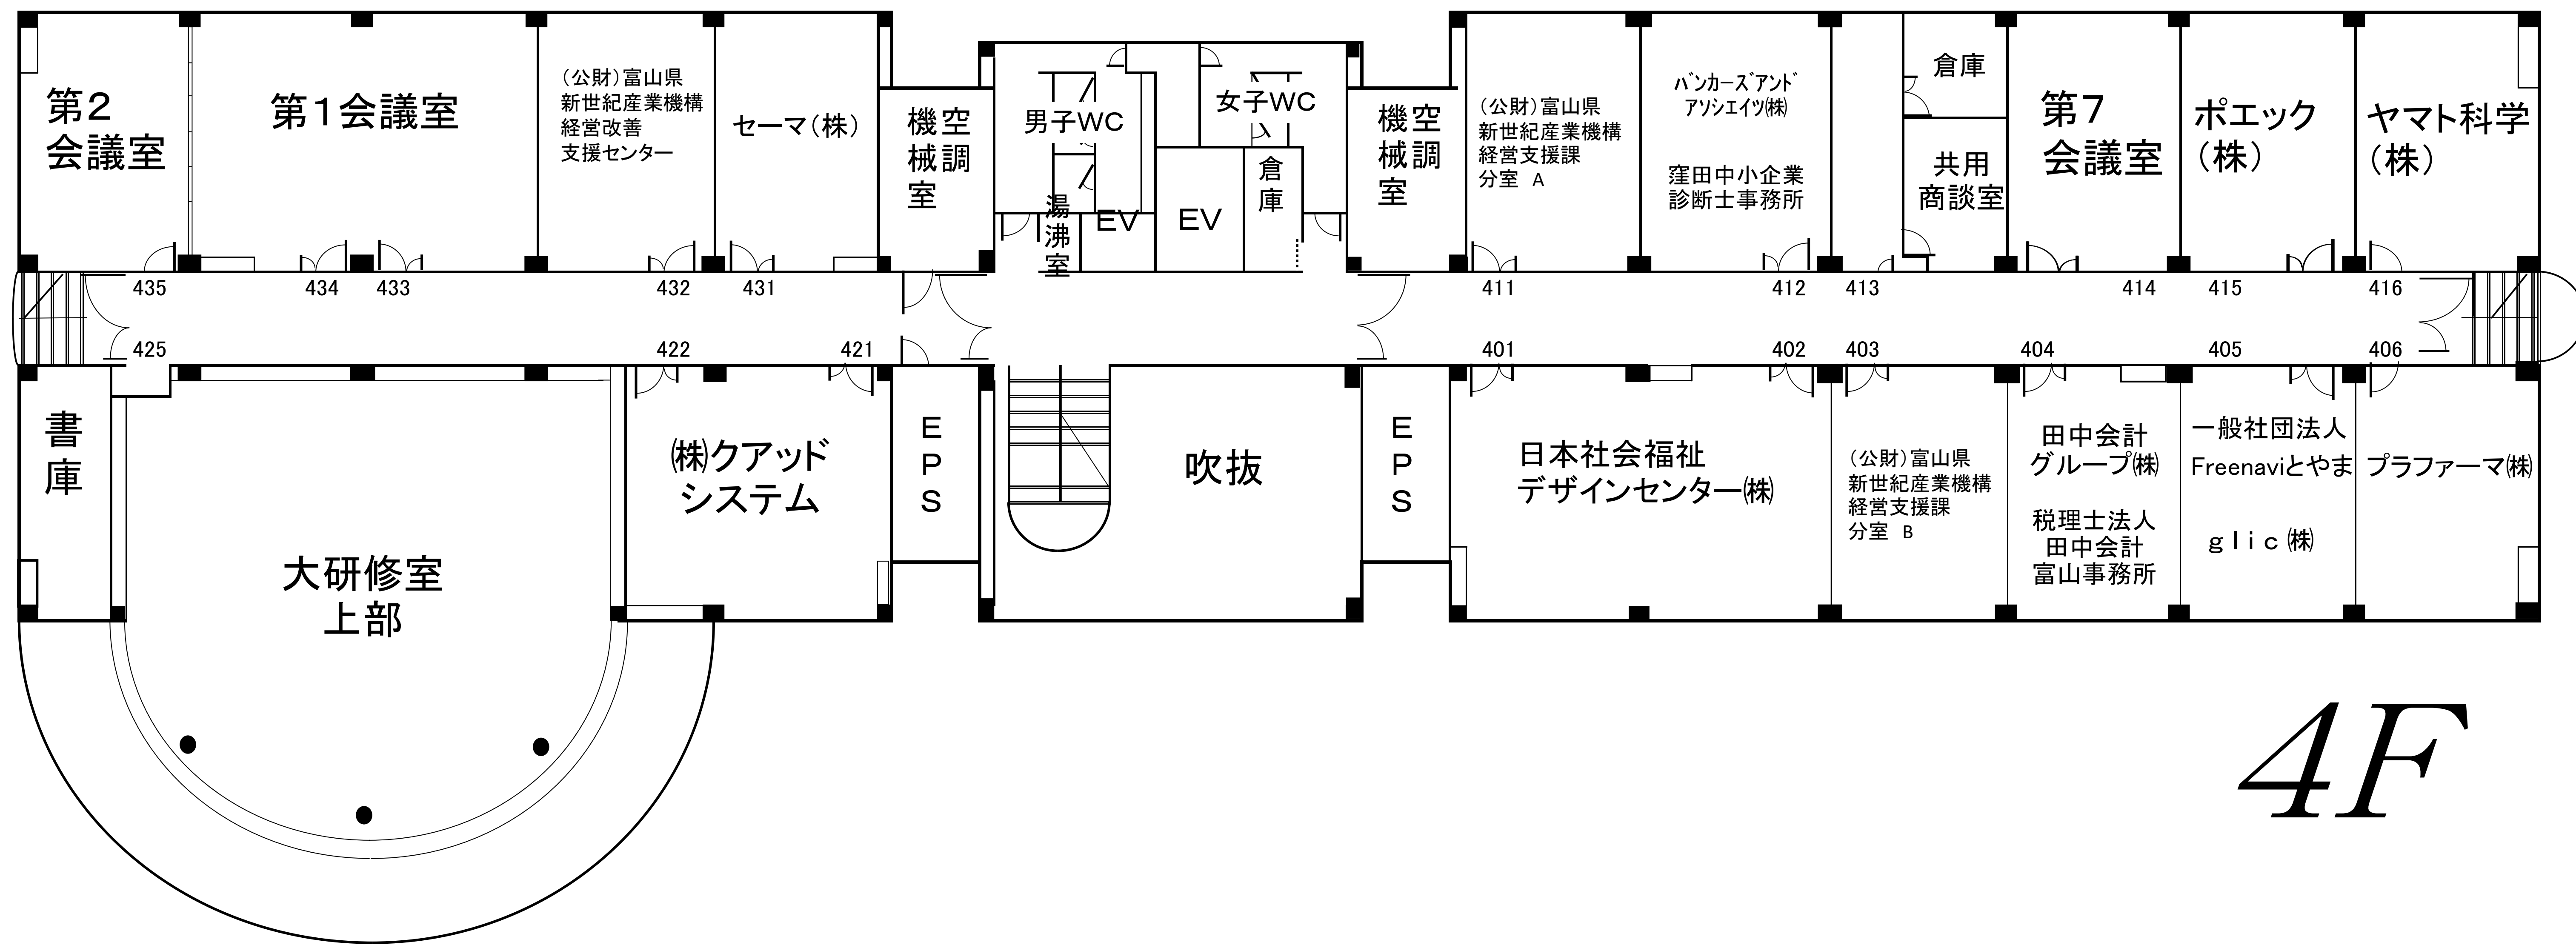 第２
会議室
第１会議室
（公財）富山県
新世紀産業機構
経営改善
支援センター
セーマ（株）
空調
機械室
男子WC
湯沸室
EV
EV
女子WC
倉庫
空調
機械室
（公財）富山県
新世紀産業機構
経営支援課
分室 A
ﾊﾞﾝカｰｽﾞｱﾝﾄﾞ
ｱｿｼｴｲﾂ㈱
窪田中小企業
診断士事務所
倉庫
共用
商談室
第７
会議室
ポエック
（株）
ヤマト科学
（株）
435
434
433
432
431
411
412
413
414
415
416
425
422
421
401
402
403
404
405
406
書庫
大研修室
上部
㈱クアッド
システム
EPS
吹抜
EPS
日本社会福祉
デザインセンター㈱
（公財）富山県
新世紀産業機構
経営支援課
分室 B
田中会計
グループ㈱
税理士法人
田中会計
富山事務所
一般社団法人
Freenaviとやま
ｇｌｉｃ㈱
プラファーマ㈱
4F